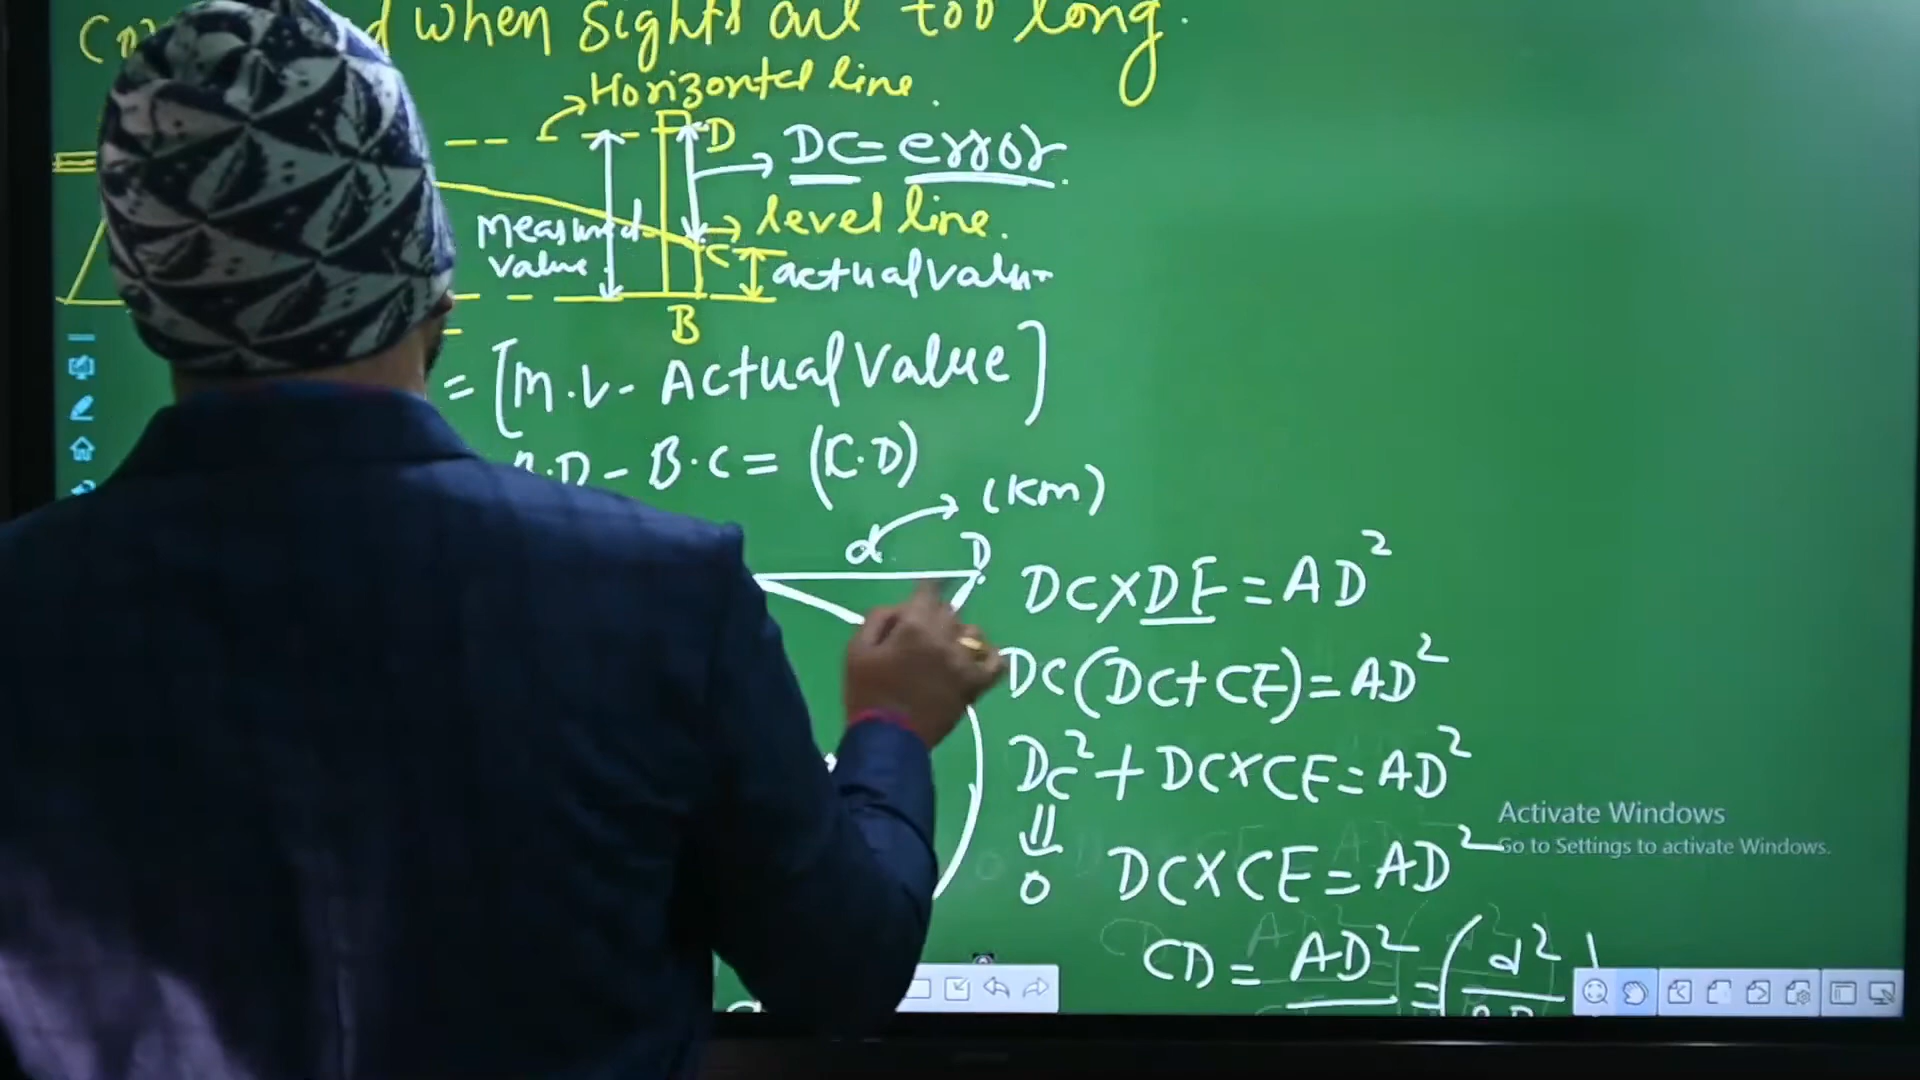 when sights are too long.
Horizontal line.
D
DC = error.
measured
value.
level line.
C
actual value
B
= [M.V - Actual Value]
B.D - B.C = (C.D)
d
(Km)
D
DC×DE = AD²
DC(DC+CE) = AD²
DC² + DC×CE = AD²
0
DC×CE = AD²
CD = AD² = (d²)
Activate Windows
Go to Settings to activate Windows.